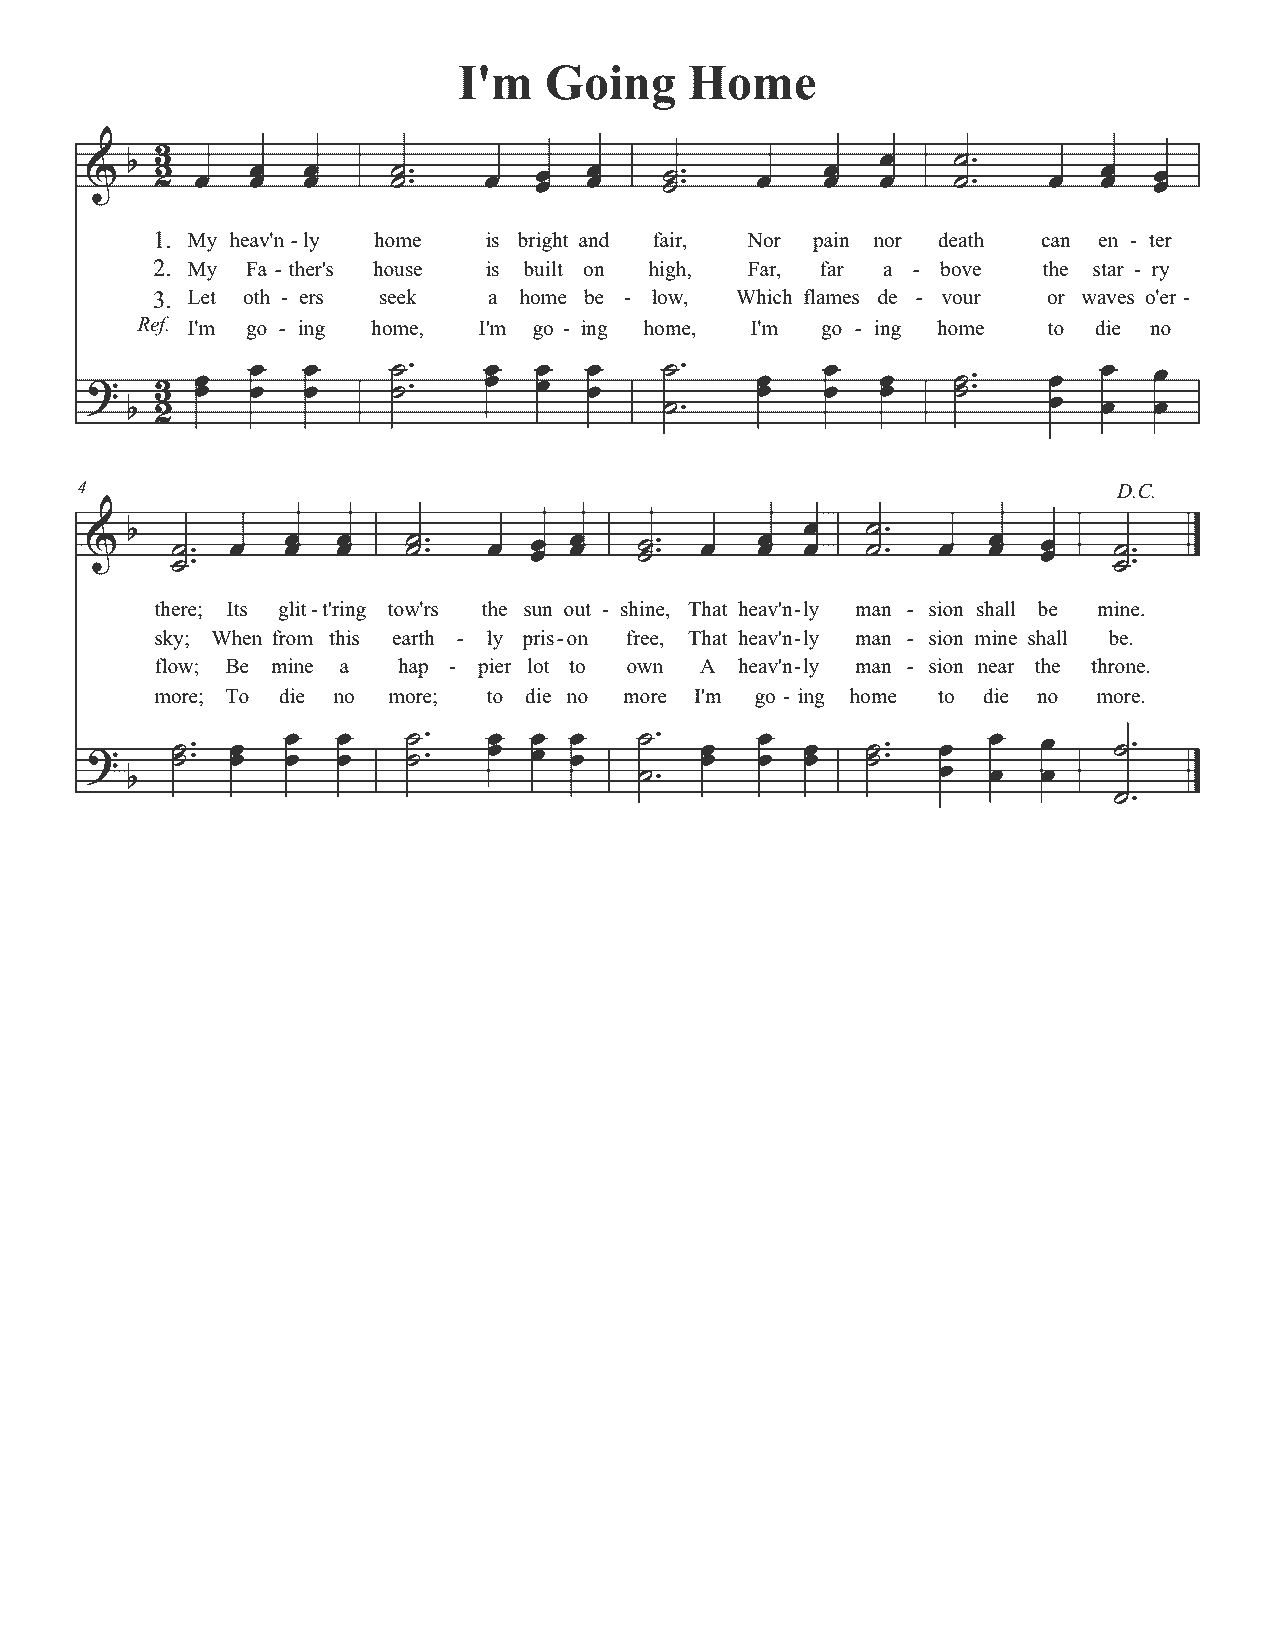 I'm Going Home
3
2
1. My heav'n - ly home is bright and fair, Nor pain nor death can en - ter
2. My Fa - ther's house is built on high, Far, far a - bove the star - ry
3. Let oth - ers seek a home be - low, Which flames de - vour or waves o'er -
Ref. I'm go - ing home, I'm go - ing home, I'm go - ing home to die no
3
2
4
D.C.
there; Its glit - t'ring tow'rs the sun out - shine, That heav'n - ly man - sion shall be mine.
sky; When from this earth - ly pris - on free, That heav'n - ly man - sion mine shall be.
flow; Be mine a hap - pier lot to own A heav'n - ly man - sion near the throne.
more; To die no more; to die no more I'm go - ing home to die no more.